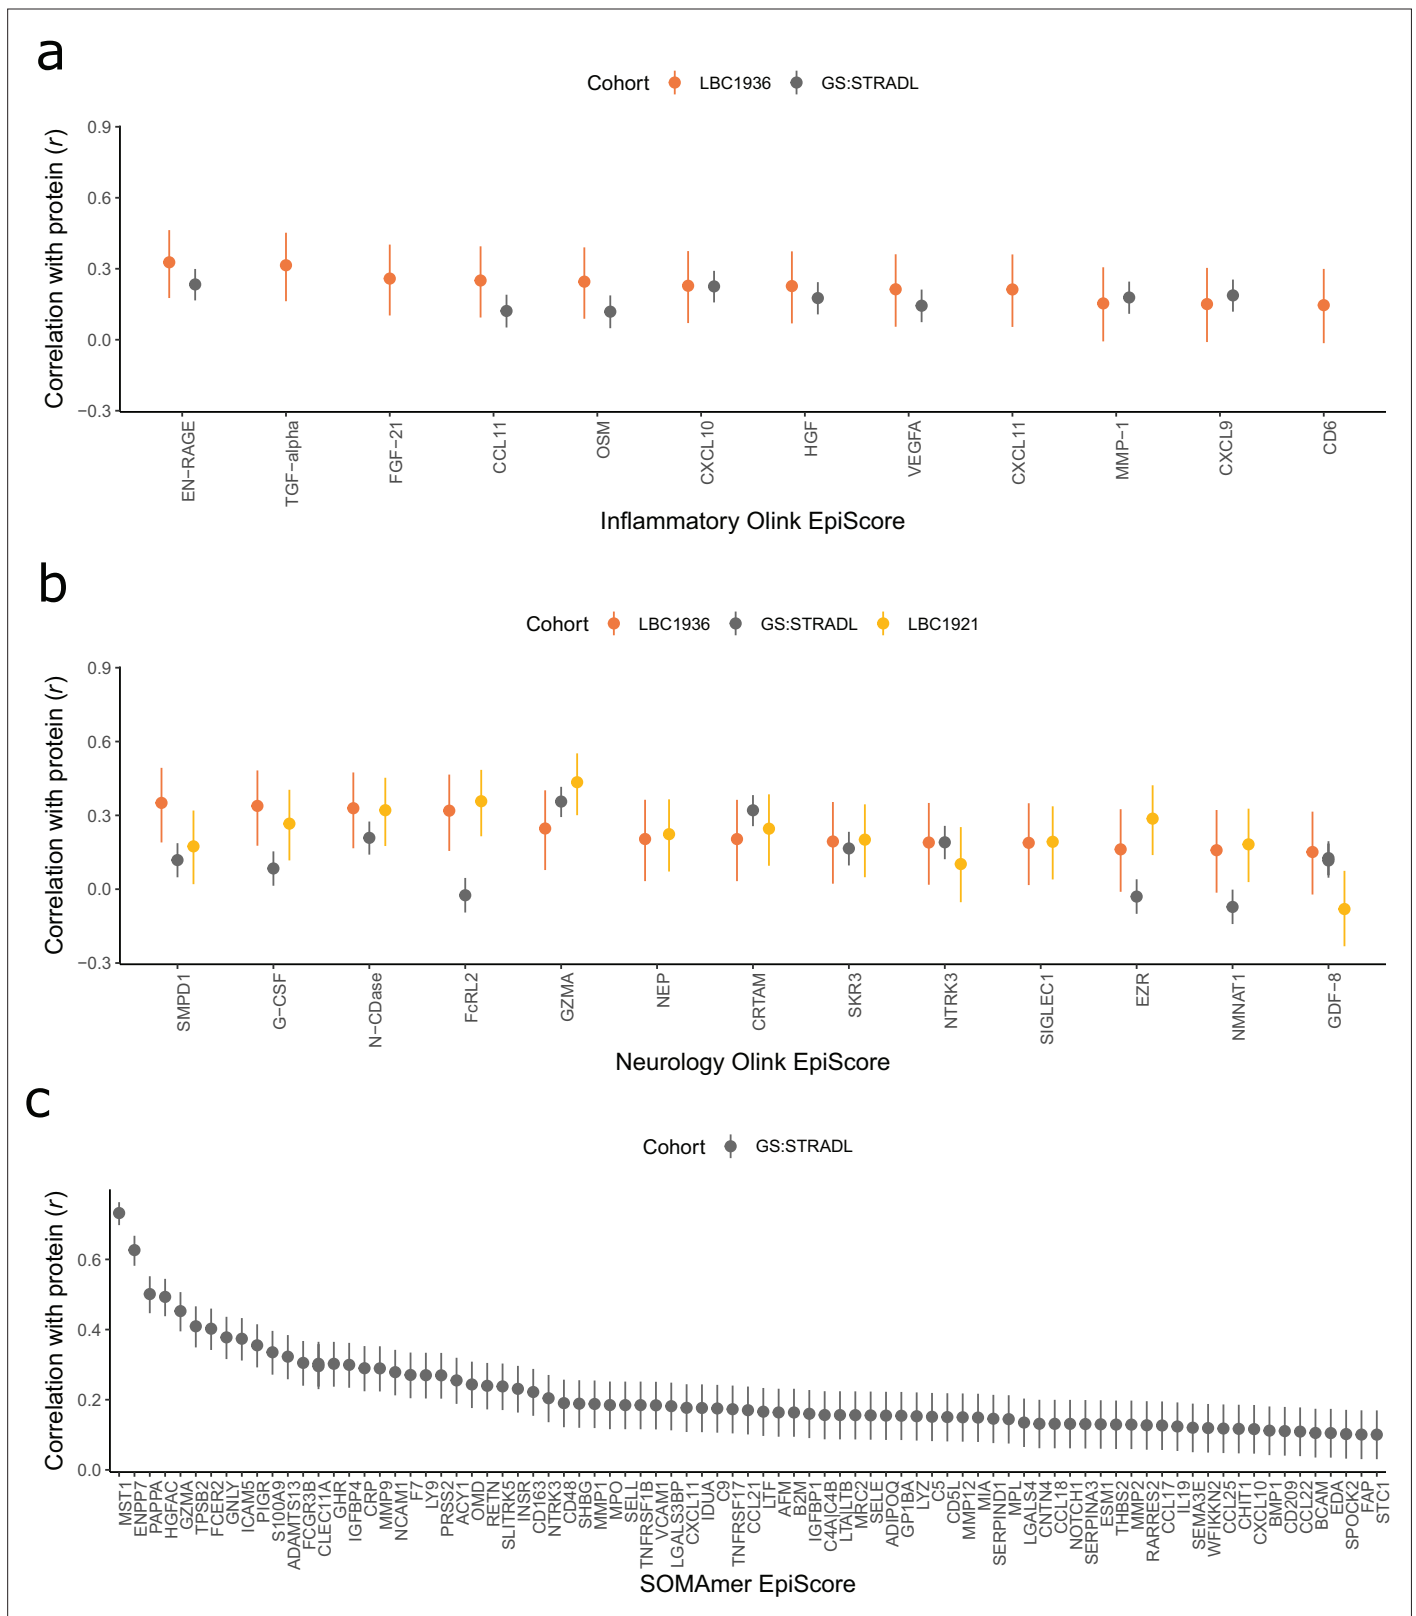 a
Cohort LBC1936 GS:STRADL
Correlation with protein (r)
0.9
0.6
0.3
0.0
−0.3
EN−RAGE
TGF−alpha
FGF−21
CCL11
OSM
CXCL10
HGF
VEGFA
CXCL11
MMP−1
CXCL9
CD6
Inflammatory Olink EpiScore
b
Cohort LBC1936 GS:STRADL LBC1921
Correlation with protein (r)
0.9
0.6
0.3
0.0
−0.3
SMPD1
G−CSF
N−CDase
FcRL2
GZMA
NEP
CRTAM
SKR3
NTRK3
SIGLEC1
EZR
NMNAT1
GDF−8
Neurology Olink EpiScore
c
Cohort GS:STRADL
Correlation with protein (r)
0.6
0.4
0.2
0.0
MST1
ENPP7
PAPPA
HGFAC
GZMA
TPSB2
FCER2
GNLY
ICAM5
PIGR
S100A9
ADAMTS13
FCGR3B
CLEC11A
GHR
IGFBP4
CRP
MMP9
NCAM1
F7
LY9
PRSS2
ACY1
OMD
RETN
SLITRK5
INSR
CD163
NTRK3
CD48
SHBG
MMP1
MPO
SELL
TNFRSF1B
VCAM1
LGALS3BP
CXCL11
IDUA
C9
TNFRSF17
CCL21
LTF
AFM
B2M
IGFBP1
C4A|C4B
LTA|LTB
MRC2
SELE
ADIPOQ
GP1BA
LYZ
C5
CD5L
MMP12
MIA
SERPIND1
MPL
LGALS4
CNTN4
CCL18
NOTCH1
SERPINA3
ESM1
THBS2
MMP2
RARRES2
CCL17
IL19
SEMA3E
WFIKKN2
CCL25
CHIT1
CXCL10
BMP1
CD209
CCL22
BCAM
EDA
SPOCK2
FAP
STC1
SOMAmer EpiScore